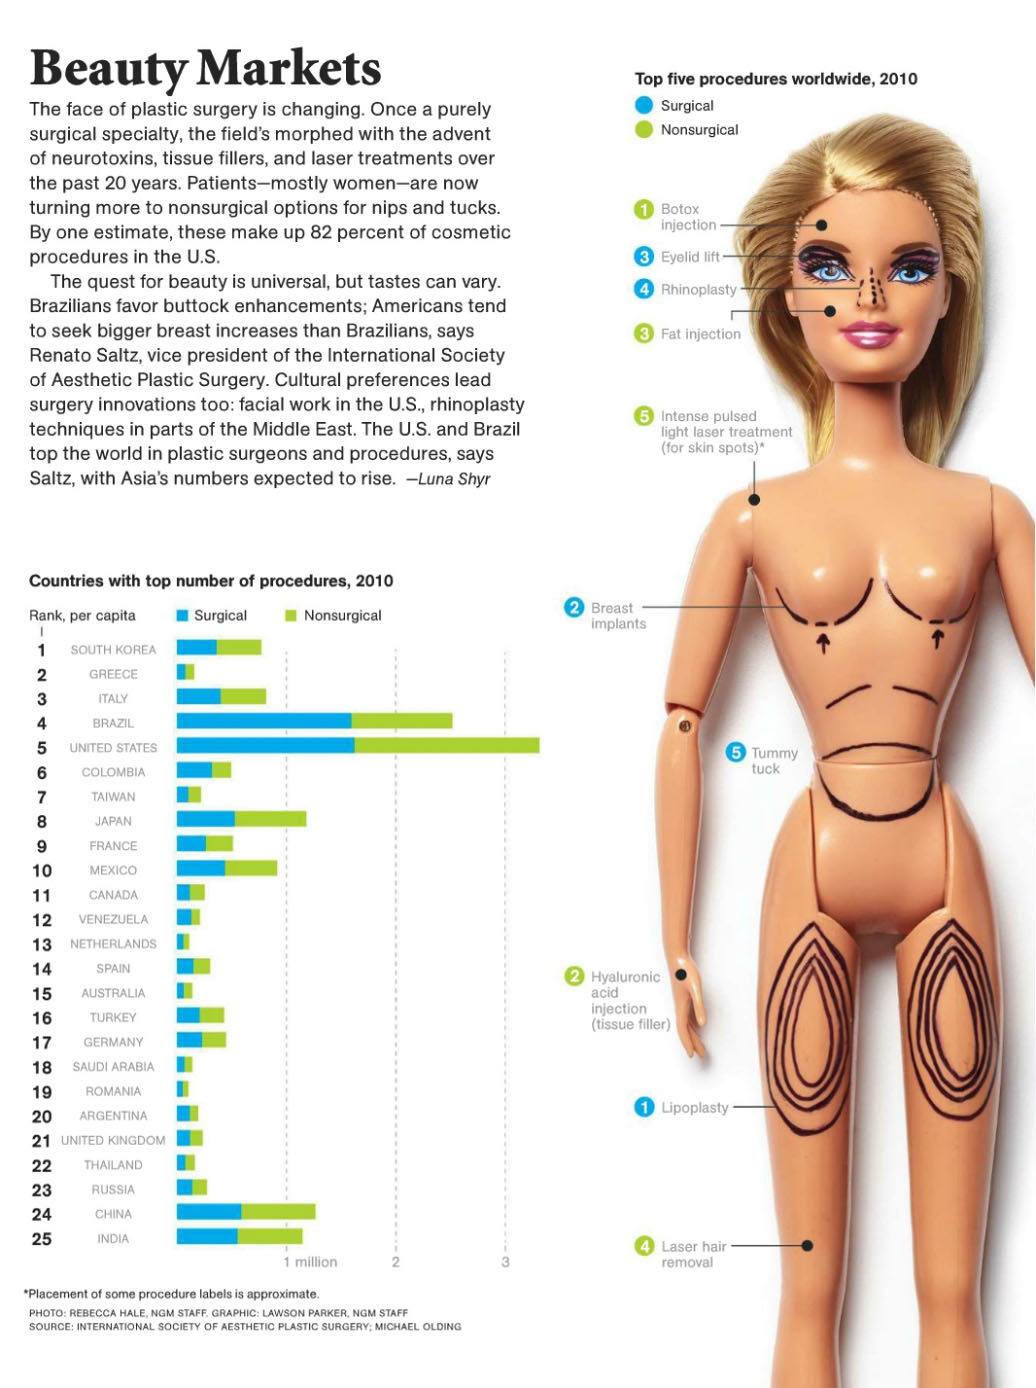 Beauty Markets
The face of plastic surgery is changing. Once a purely
surgical specialty, the field's morphed with the advent
of neurotoxins, tissue fillers, and laser treatments over
the past 20 years. Patients—mostly women—are now
turning more to nonsurgical options for nips and tucks.
By one estimate, these make up 82 percent of cosmetic
procedures in the U.S.
The quest for beauty is universal, but tastes can vary.
Brazilians favor buttock enhancements; Americans tend
to seek bigger breast increases than Brazilians, says
Renato Saltz, vice president of the International Society
of Aesthetic Plastic Surgery. Cultural preferences lead
surgery innovations too: facial work in the U.S., rhinoplasty
techniques in parts of the Middle East. The U.S. and Brazil
top the world in plastic surgeons and procedures, says
Saltz, with Asia's numbers expected to rise. —Luna Shyr
Countries with top number of procedures, 2010
Rank, per capita Surgical Nonsurgical
1 SOUTH KOREA
2 GREECE
3 ITALY
4 BRAZIL
5 UNITED STATES
6 COLOMBIA
7 TAIWAN
8 JAPAN
9 FRANCE
10 MEXICO
11 CANADA
12 VENEZUELA
13 NETHERLANDS
14 SPAIN
15 AUSTRALIA
16 TURKEY
17 GERMANY
18 SAUDI ARABIA
19 ROMANIA
20 ARGENTINA
21 UNITED KINGDOM
22 THAILAND
23 RUSSIA
24 CHINA
25 INDIA
1 million 2 3
*Placement of some procedure labels is approximate.
PHOTO: REBECCA HALE, NGM STAFF. GRAPHIC: LAWSON PARKER, NGM STAFF
SOURCE: INTERNATIONAL SOCIETY OF AESTHETIC PLASTIC SURGERY; MICHAEL OLDING
Top five procedures worldwide, 2010
Surgical
Nonsurgical
1 Botox
injection
3 Eyelid lift
4 Rhinoplasty
3 Fat injection
5 Intense pulsed
light laser treatment
(for skin spots)*
2 Breast
implants
5 Tummy
tuck
2 Hyaluronic
acid
injection
(tissue filler)
1 Lipoplasty
4 Laser hair
removal